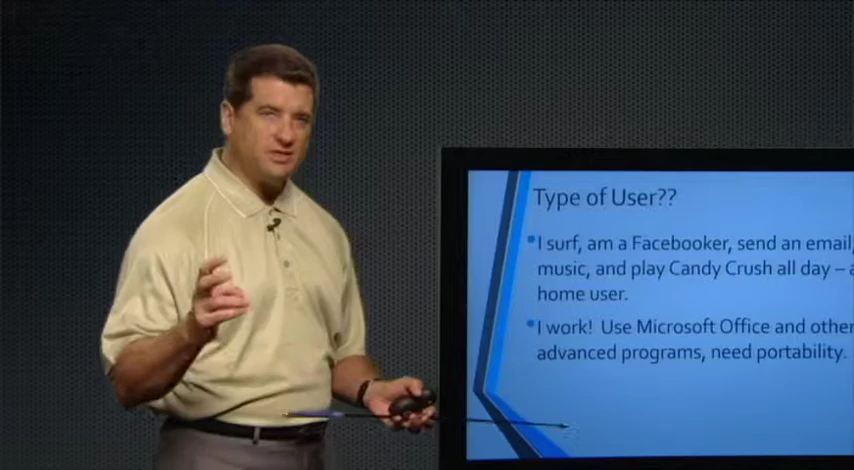 Type of User??
I surf, am a Facebooker, send an email,
music, and play Candy Crush all day – a
home user.
I work! Use Microsoft Office and other
advanced programs, need portability.